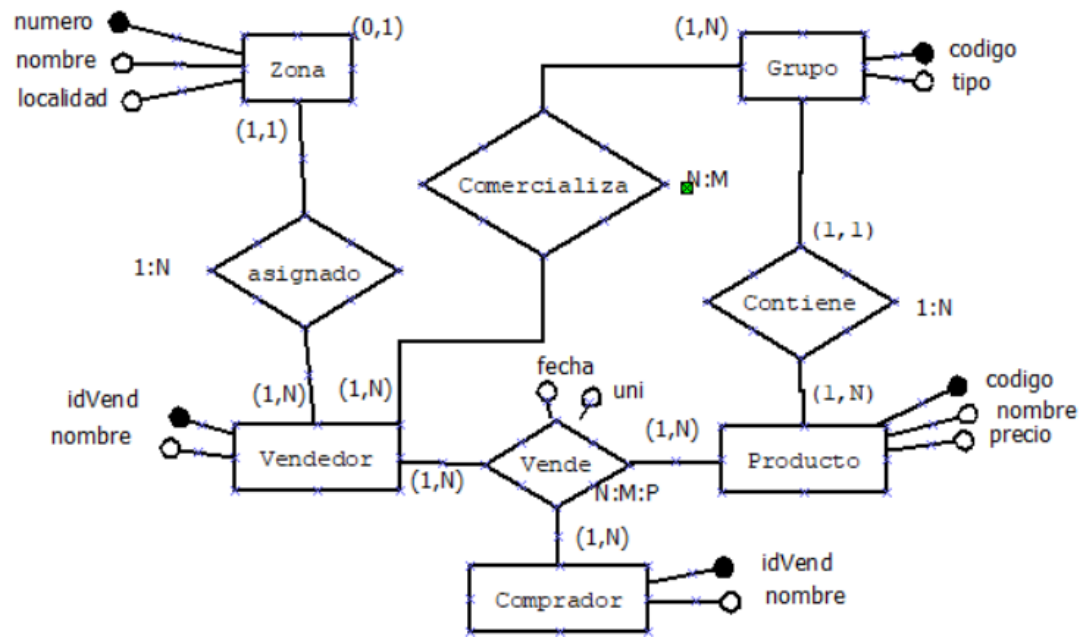 numero
nombre
localidad
Zona
(0,1)
(1,1)
(1,N)
Grupo
codigo
tipo
Comercializa
N:M
1:N
asignado
(1,1)
Contiene
1:N
(1,N)
(1,N)
fecha
uni
(1,N)
codigo
nombre
precio
idVend
nombre
Vendedor
(1,N)
Vende
N:M:P
(1,N)
Producto
(1,N)
Comprador
idVend
nombre